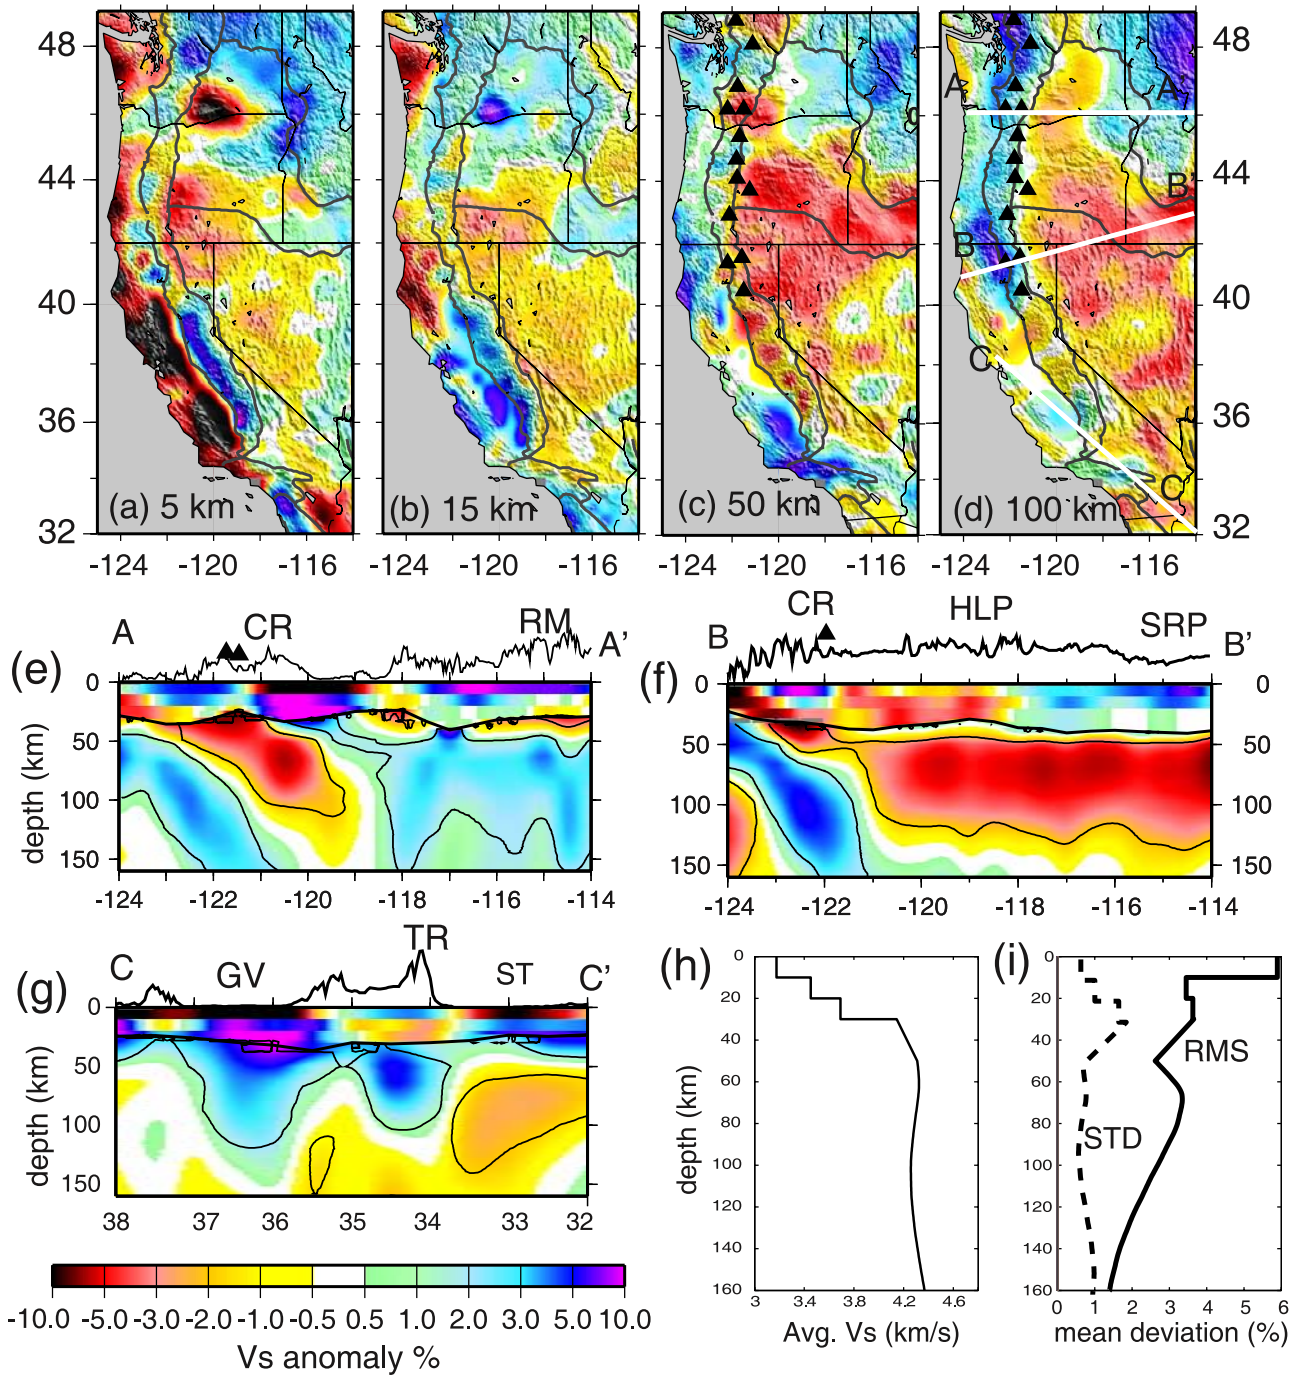 48
44
40
36
32
(a) 5 km
(b) 15 km
(c) 50 km
(d) 100 km
A
A'
B
B'
C
C'
48
44
40
36
32
-124
-120
-116
-124
-120
-116
-124
-120
-116
-124
-120
-116
(e)
A
CR
RM
A'
0
50
100
150
depth (km)
-124
-122
-120
-118
-116
-114
(f)
B
CR
HLP
SRP
B'
0
50
100
150
0
50
100
150
-124
-122
-120
-118
-116
-114
(g)
C
GV
TR
ST
C'
0
50
100
150
depth (km)
38
37
36
35
34
33
32
-10.0
-5.0
-3.0
-2.0
-1.0
-0.5
0.5
1.0
2.0
3.0
5.0
10.0
Vs anomaly %
(h)
0
20
40
60
80
100
120
140
160
depth (km)
3
3.4
3.8
4.2
4.6
Avg. Vs (km/s)
(i)
0
20
40
60
80
100
120
140
160
RMS
STD
0
1
2
3
4
5
6
mean deviation (%)